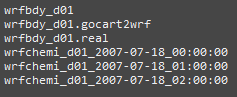 wrfbdy_d01
wrfbdy_d01.gocart2wrf
wrfbdy_d01.real
wrfchemi_d01_2007-07-18_00:00:00
wrfchemi_d01_2007-07-18_01:00:00
wrfchemi_d01_2007-07-18_02:00:00